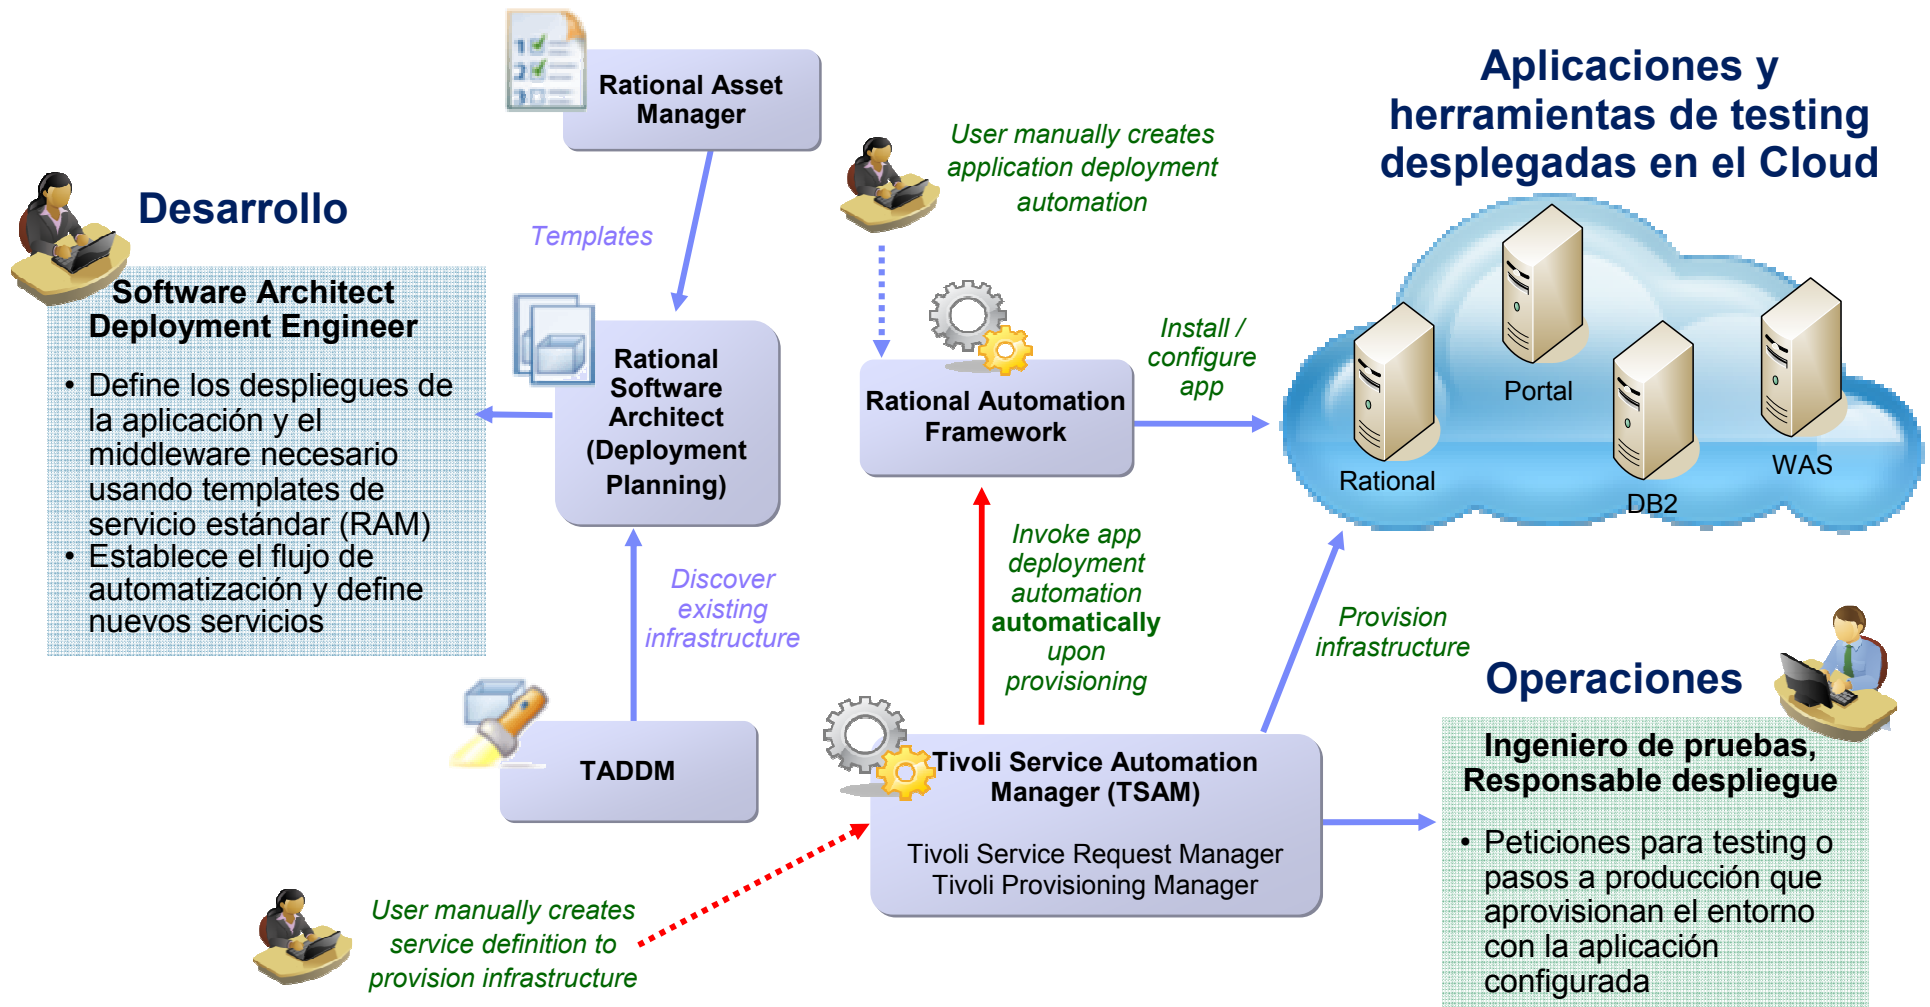 Rational Asset
Manager
Aplicaciones y
herramientas de testing
desplegadas en el Cloud
User manually creates
application deployment
automation
Desarrollo
Templates
Software Architect
Deployment Engineer
• Define los despliegues de
la aplicación y el
middleware necesario
usando templates de
servicio estándar (RAM)
• Establece el flujo de
automatización y define
nuevos servicios
Rational
Software
Architect
(Deployment
Planning)
Rational Automation
Framework
Install /
configure
app
Portal
Rational
DB2
WAS
Discover
existing
infrastructure
Invoke app
deployment
automation
automatically
upon
provisioning
Provision
infrastructure
TADDM
Tivoli Service Automation
Manager (TSAM)
Tivoli Service Request Manager
Tivoli Provisioning Manager
Operaciones
Ingeniero de pruebas,
Responsable despliegue
• Peticiones para testing o
pasos a producción que
aprovisionan el entorno
con la aplicación
configurada
User manually creates
service definition to
provision infrastructure